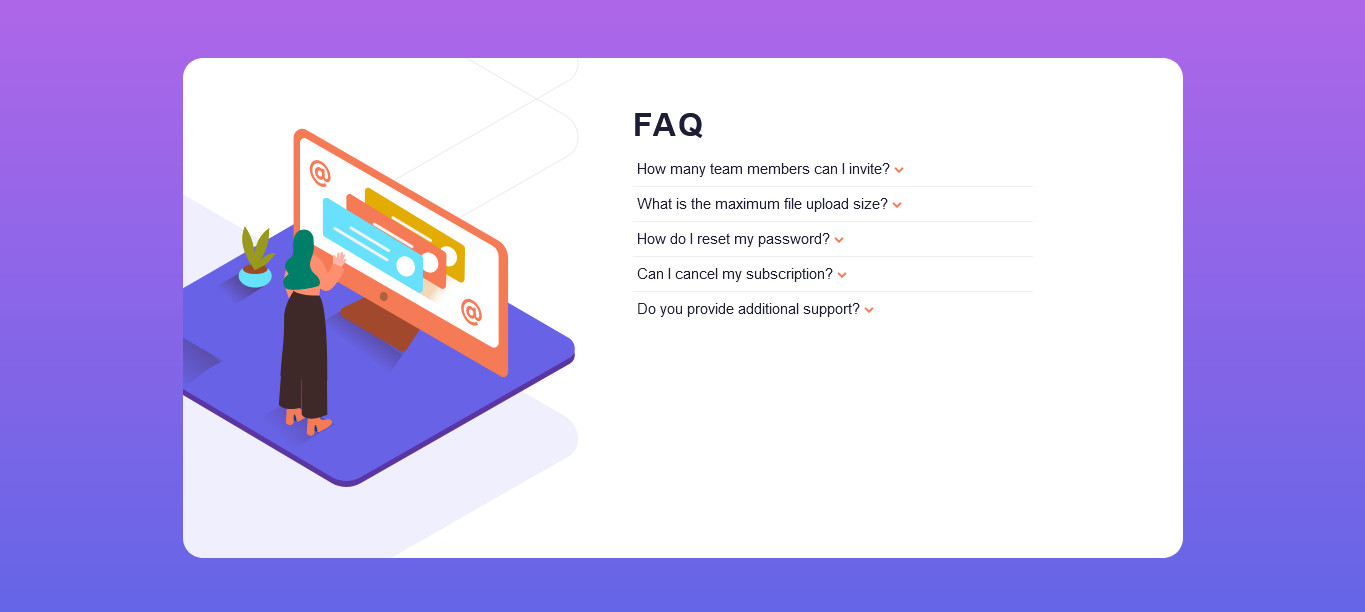 FAQ
How many team members can I invite?
What is the maximum file upload size?
How do I reset my password?
Can I cancel my subscription?
Do you provide additional support?
@
@